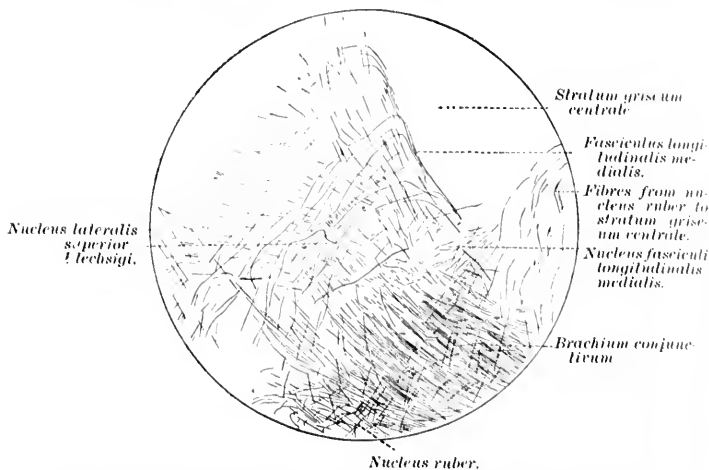 Stratum griseum
centrale
Fasciculus longi-
tudinalis me-
dialis.
Fibres from nu-
cleus ruber to
stratum grise-
um centrale.
Nucleus fasciculi
longitudinalis
medialis.
Brachium conjunc-
tivum
Nucleus lateralis
superior
Flechsigi.
Nucleus ruber.